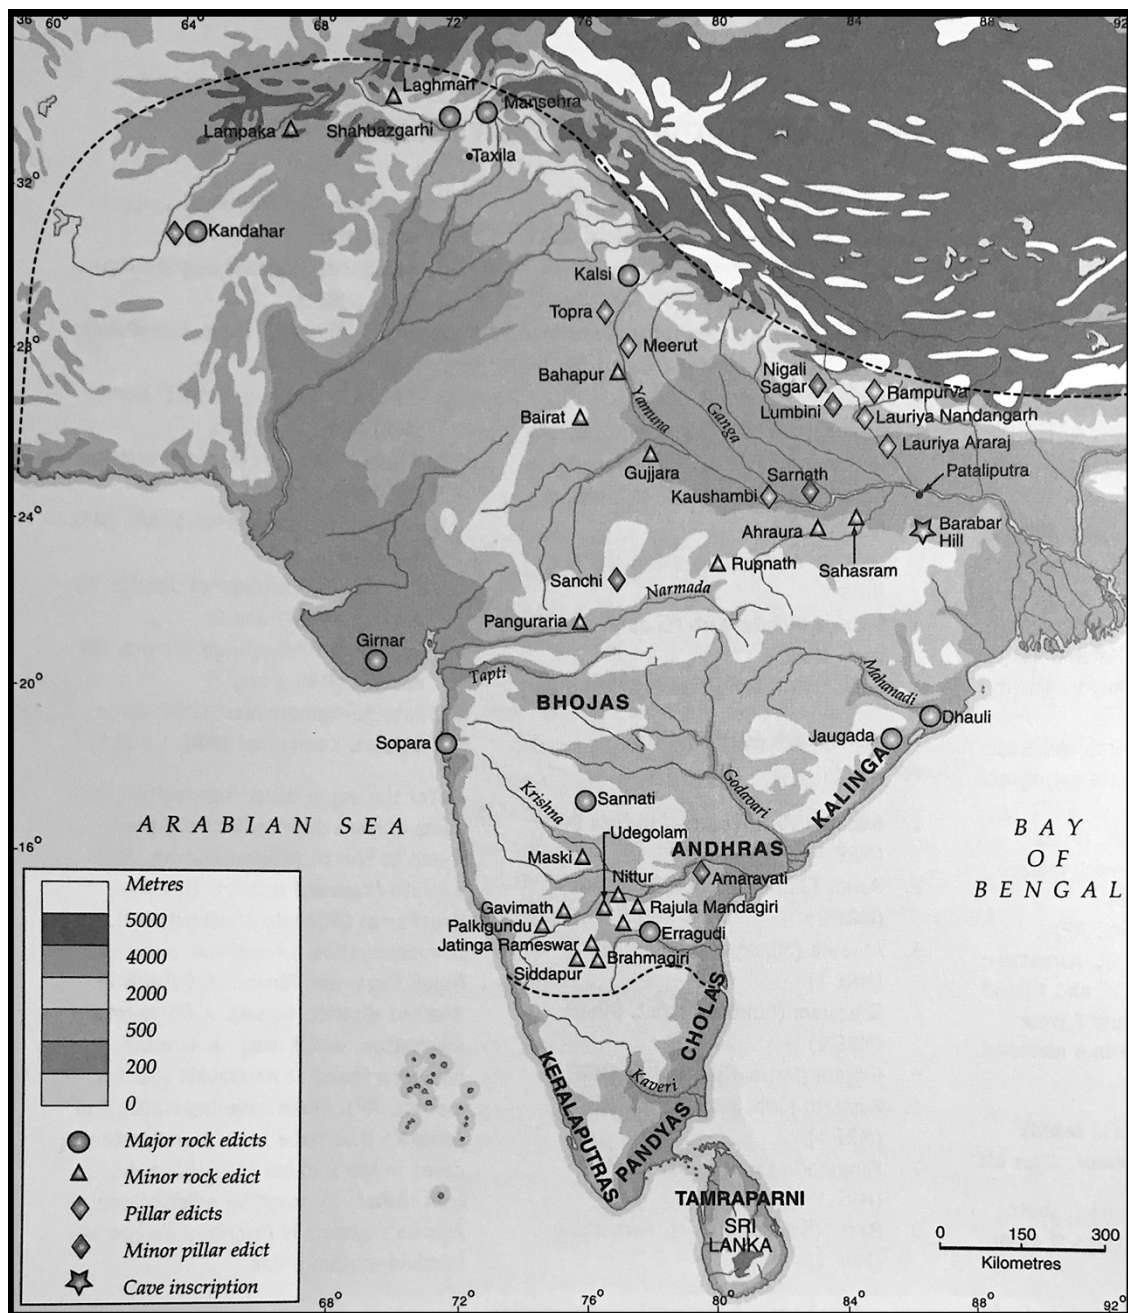 60°
64°
68°
72°
76°
80°
84°
88°
92
36°
32°
28°
24°
20°
16°
Laghman
Mansehra
Lampaka
Shahbazgarhi
Taxila
Kandahar
Kalsi
Topra
Meerut
Bahapur
Nigali
Sagar
Rampurva
Lumbini
Lauriya Nandangarh
Yamuna
Ganga
Bairat
Lauriya Araraj
Gujjara
Sarnath
Pataliputra
Kaushambi
Ahraura
Barabar
Hill
Sahasram
Rupnath
Sanchi
Narmada
Panguraria
Girnar
Tapti
BHOJAS
Mahanadi
Dhauli
Jaugada
Sopara
KALINGA
Godavari
Sannati
Krishna
Udegolam
ARABIAN SEA
BAY
OF
BENGAL
ANDHRAS
Maski
Amaravati
Nittur
Gavimath
Rajula Mandagiri
Palkigundu
Erragudi
Jatinga Rameswar
Brahmagiri
Siddapur
CHOLAS
KERALAPUTRAS
Kaveri
PANDYAS
TAMRAPARNI
SRI
LANKA
Metres
5000
4000
2000
500
200
0
Major rock edicts
Minor rock edict
Pillar edicts
Minor pillar edict
Cave inscription
0 150 300
Kilometres
68°
72°
76°
80°
84°
88°
92°